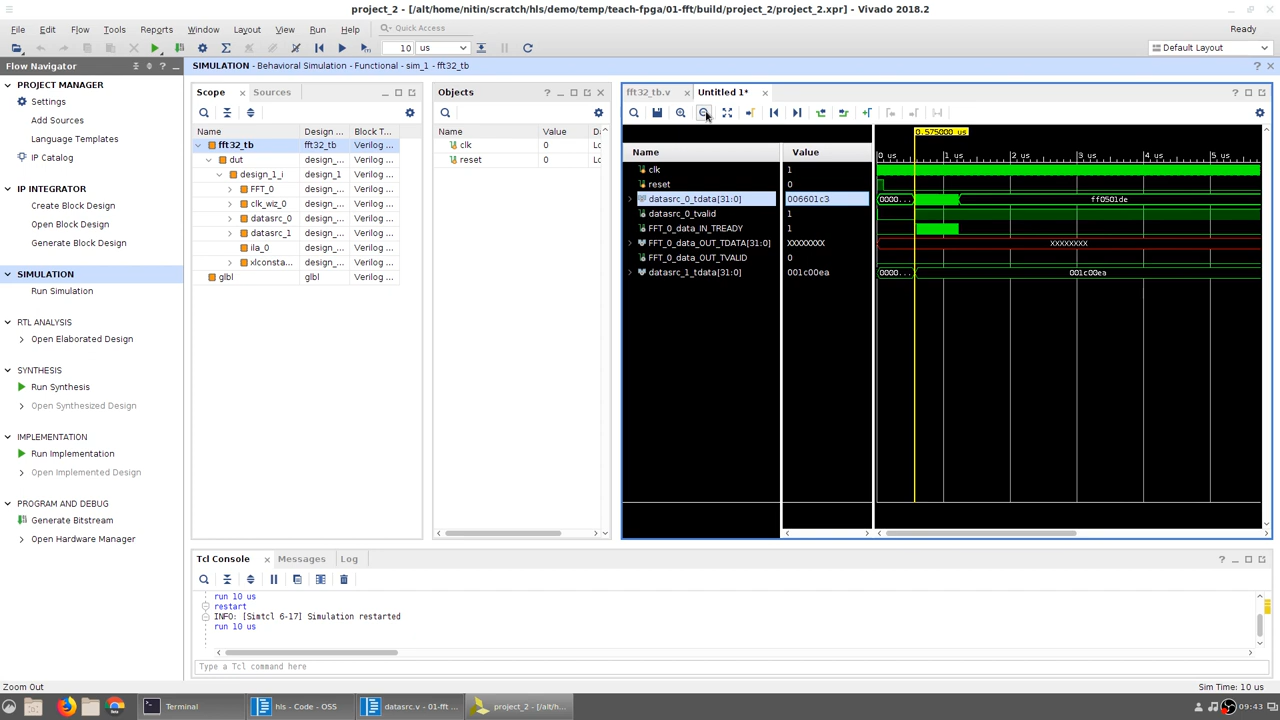 project_2 - [/alt/home/nitin/scratch/hls/demo/temp/teach-fpga/01-fft/build/project_2/project_2.xpr] - Vivado 2018.2
File Edit Flow Tools Reports Window Layout View Run Help Quick Access Ready
10 us Default Layout
Flow Navigator SIMULATION - Behavioral Simulation - Functional - sim_1 - fft32_tb
PROJECT MANAGER
Settings
Add Sources
Language Templates
IP Catalog
IP INTEGRATOR
Create Block Design
Open Block Design
Generate Block Design
SIMULATION
Run Simulation
RTL ANALYSIS
Open Elaborated Design
SYNTHESIS
Run Synthesis
Open Synthesized Design
IMPLEMENTATION
Run Implementation
Open Implemented Design
PROGRAM AND DEBUG
Generate Bitstream
Open Hardware Manager
Scope Sources
Name Design ... Block T...
fft32_tb fft32_tb Verilog ...
dut design_... Verilog ...
design_1_i design_1 Verilog ...
FFT_0 design_... Verilog ...
clk_wiz_0 design_... Verilog ...
datasrc_0 design_... Verilog ...
datasrc_1 design_... Verilog ...
ila_0 design_... Verilog ...
xlconsta... design_... Verilog ...
glbl glbl Verilog ...
Objects
Name Value
clk 0
reset 0
fft32_tb.v Untitled 1*
0.575000 us
Name Value
0 us 1 us 2 us 3 us 4 us 5 us
clk 1
reset 0
datasrc_0_tdata[31:0] 006601c3 0000... ff0501de
datasrc_0_tvalid 1
FFT_0_data_IN_TREADY 1
FFT_0_data_OUT_TDATA[31:0] XXXXXXXX XXXXXXXX
FFT_0_data_OUT_TVALID 0
datasrc_1_tdata[31:0] 001c00ea 0000... 001c00ea
Tcl Console Messages Log
run 10 us
restart
INFO: [Simtcl 6-17] Simulation restarted
run 10 us
Type a Tcl command here
Zoom Out Sim Time: 10 us
Terminal hls - Code - OSS datasrc.v - 01-fft ... project_2 - [/alt/h... 09:43